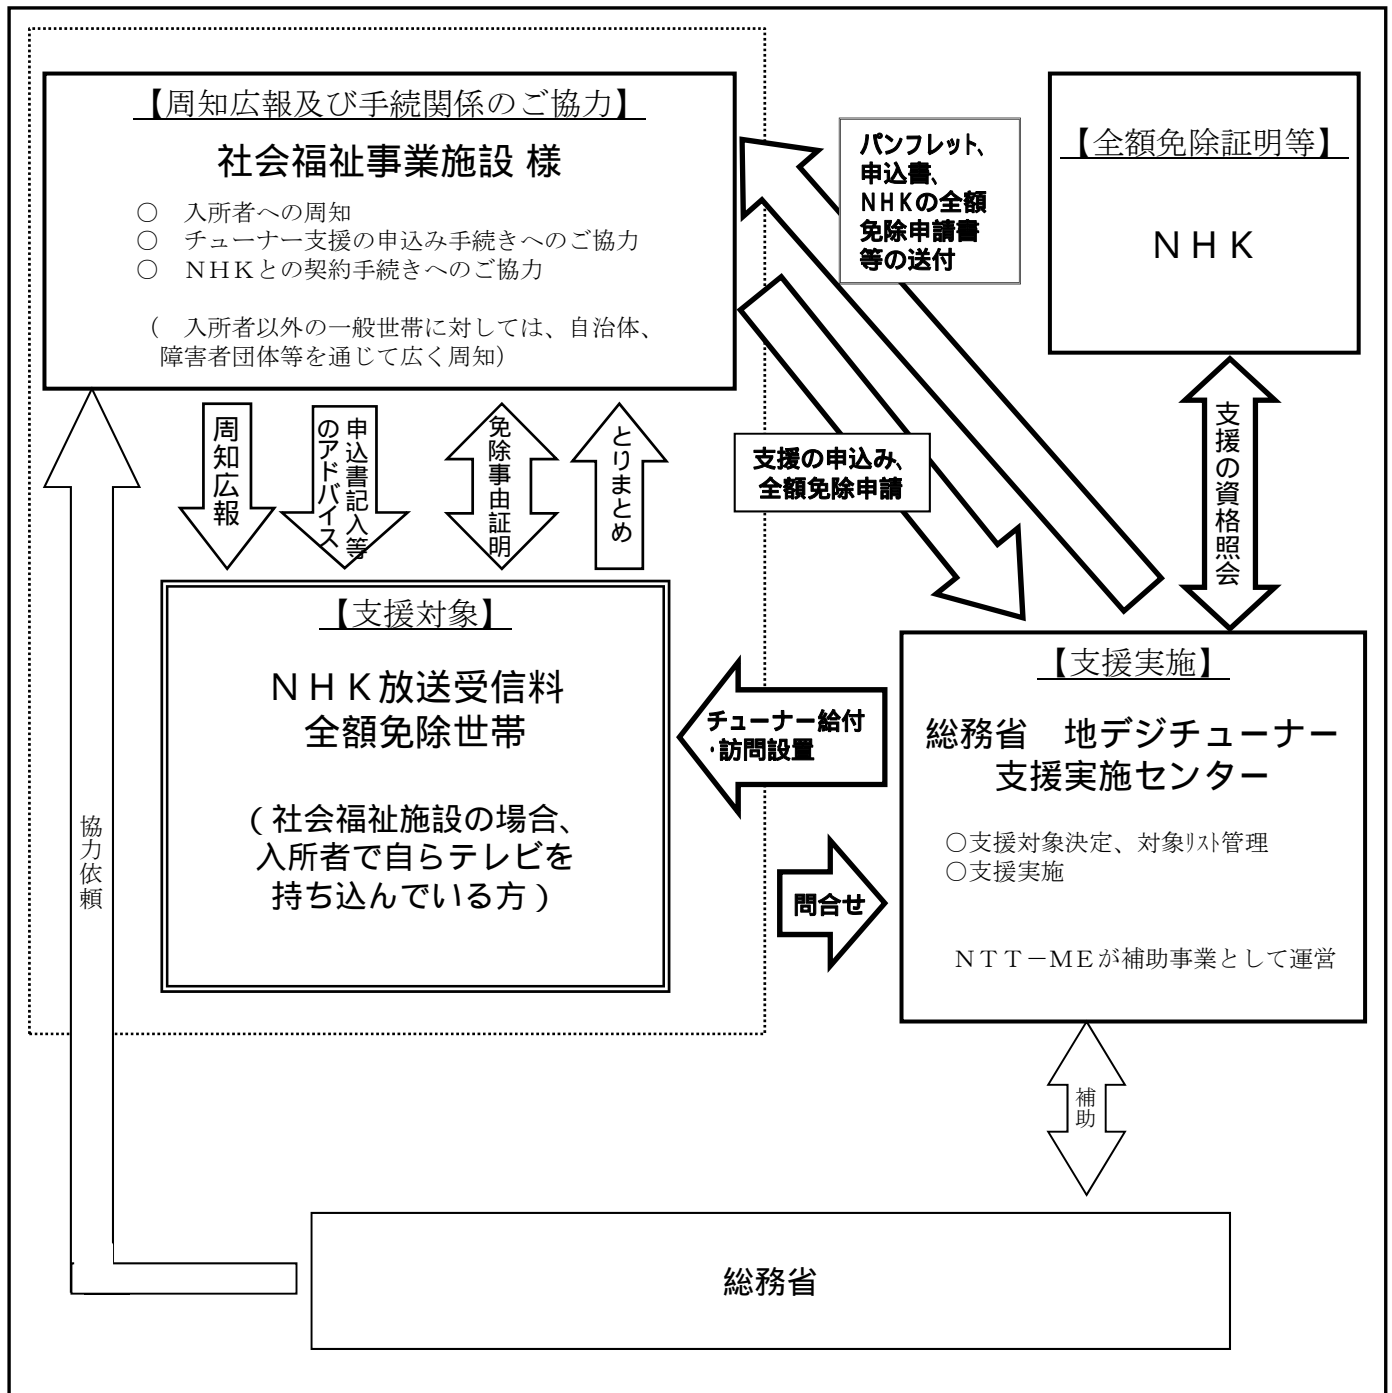 【周知広報及び手続関係のご協力】
社会福祉事業施設 様
○ 入所者への周知
○ チューナー支援の申込み手続きへのご協力
○ NHKとの契約手続きへのご協力
( 入所者以外の一般世帯に対しては、自治体、
障害者団体等を通じて広く周知)
パンフレット、
申込書、
NHKの全額
免除申請書
等の送付
【全額免除証明等】
NHK
周知広報
申込書記入等
のアドバイス
免除事由証明
とりまとめ
支援の申込み、
全額免除申請
支援の資格照会
【支援対象】
NHK放送受信料
全額免除世帯
(社会福祉施設の場合、
入所者で自らテレビを
持ち込んでいる方)
チューナー給付
・訪問設置
問合せ
【支援実施】
総務省 地デジチューナー
支援実施センター
○支援対象決定、対象リスト管理
○支援実施
NTT-MEが補助事業として運営
協力依頼
補助
総務省